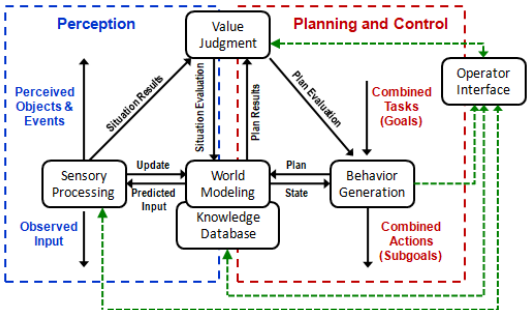 Perception
Value
Judgment
Planning and Control
Operator
Interface
Perceived
Objects &
Events
Situation Results
Situation Evaluation
Plan Results
Plan Evaluation
Combined
Tasks
(Goals)
Sensory
Processing
Update
Predicted
Input
World
Modeling
Plan
State
Behavior
Generation
Knowledge
Database
Observed
Input
Combined
Actions
(Subgoals)